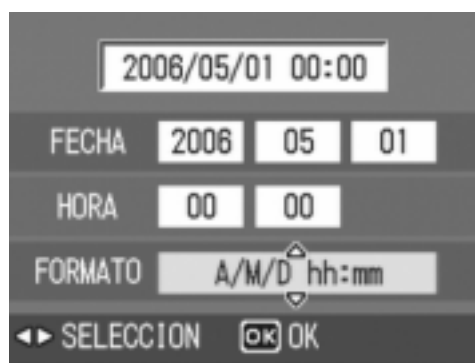 2006/05/01 00:00
FECHA 2006 05 01
HORA 00 00
FORMATO A/M/D hh:mm
SELECCION OK OK